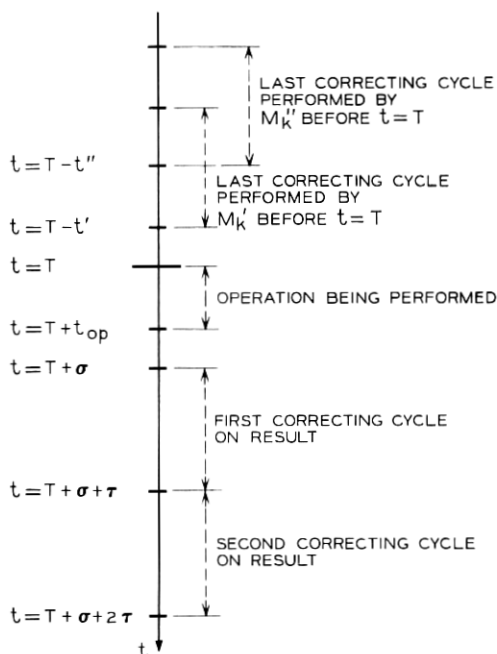 LAST CORRECTING CYCLE
PERFORMED BY
M″k BEFORE t=T
t=T-t″
LAST CORRECTING CYCLE
PERFORMED BY
M′k BEFORE t=T
t=T-t′
t=T
OPERATION BEING PERFORMED
t=T+top
t=T+σ
FIRST CORRECTING CYCLE
ON RESULT
t=T+σ+τ
SECOND CORRECTING CYCLE
ON RESULT
t=T+σ+2τ
t